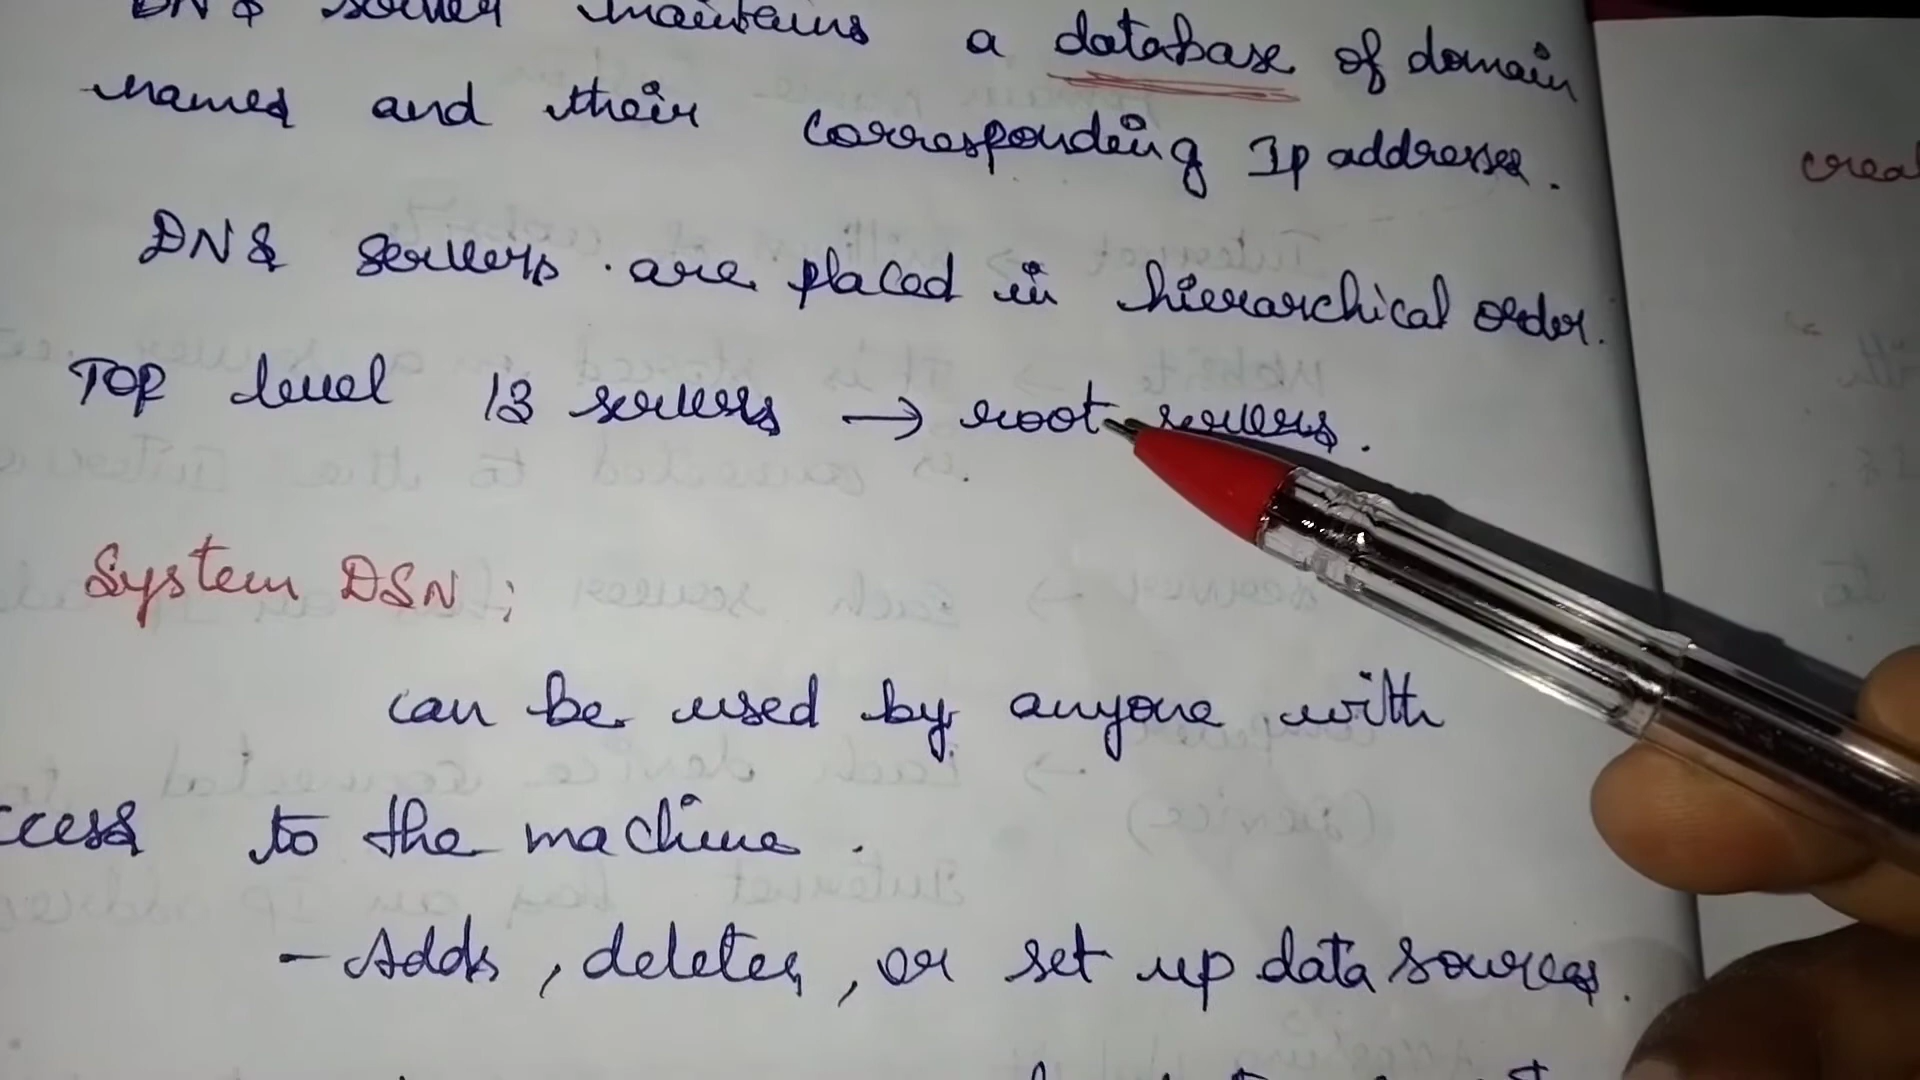 DNS server maintains a database of domain
names and their corresponding Ip addresses.
DNS servers are placed in hierarchical order.
Top level 13 servers → root servers.
System DSN :
can be used by anyone with
ccess to the machine.
- Adds, deletes, or set up data sources.